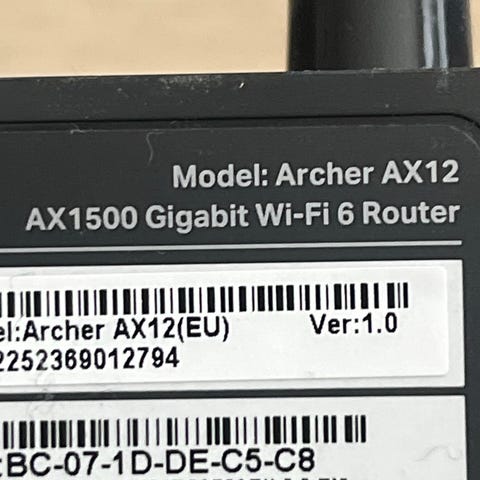 Model: Archer AX12
AX1500 Gigabit Wi-Fi 6 Router
el:Archer AX12(EU) Ver:1.0
2252369012794
:BC-07-1D-DE-C5-C8